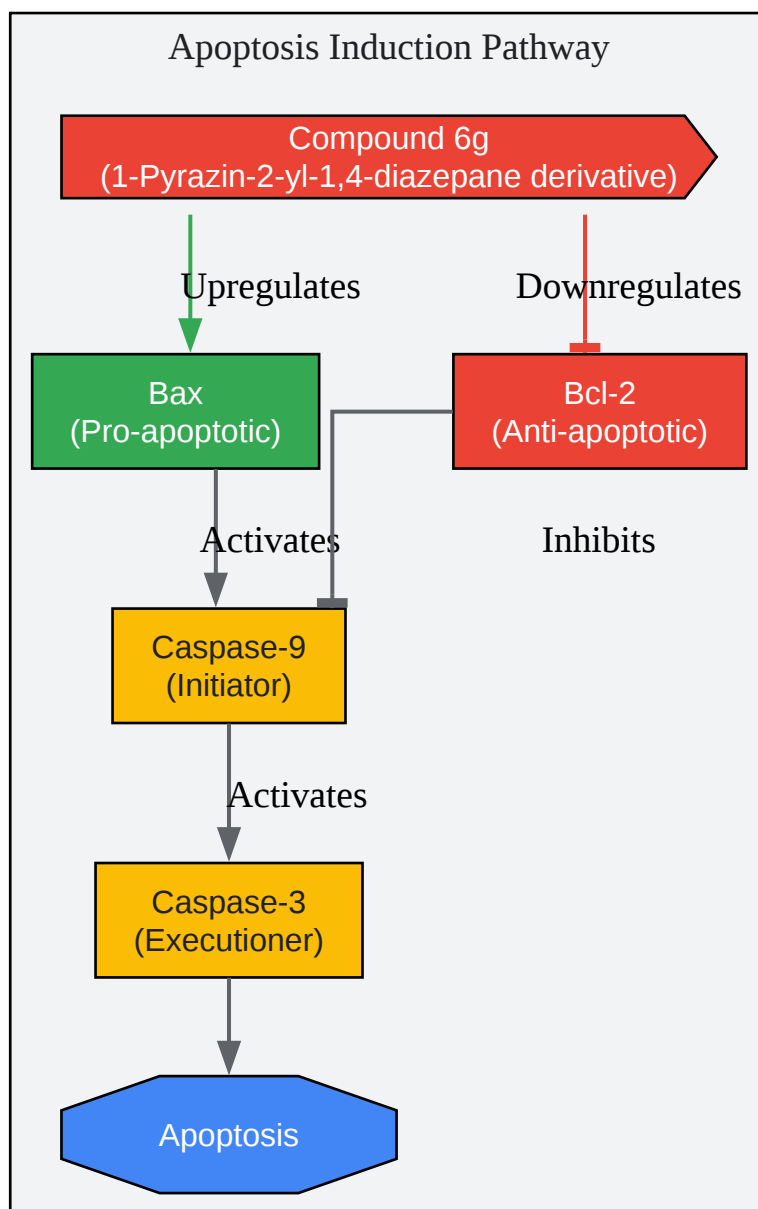 Apoptosis Induction Pathway
Compound 6g
(1-Pyrazin-2-yl-1,4-diazepane derivative)
Upregulates
Downregulates
Bax
(Pro-apoptotic)
Bcl-2
(Anti-apoptotic)
Activates
Inhibits
Caspase-9
(Initiator)
Activates
Caspase-3
(Executioner)
Apoptosis